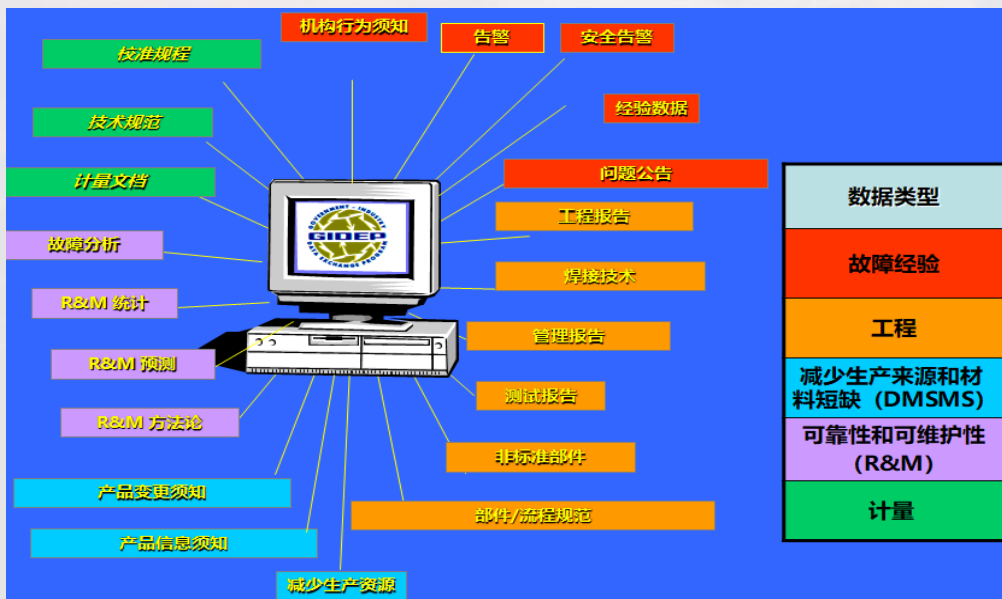 机构行为须知
告警
安全告警
校准规程
经验数据
技术规范
问题公告
计量文档
工程报告
GOVERNMENT - INDUSTRY
GIDEP
DATA EXCHANGE PROGRAM
故障分析
焊接技术
R&M 统计
管理报告
R&M 预测
测试报告
R&M 方法论
非标准部件
产品变更须知
部件/流程规范
产品信息须知
减少生产资源
数据类型
故障经验
工程
减少生产来源和材
料短缺（DMSMS）
可靠性和可维护性
（R&M）
计量